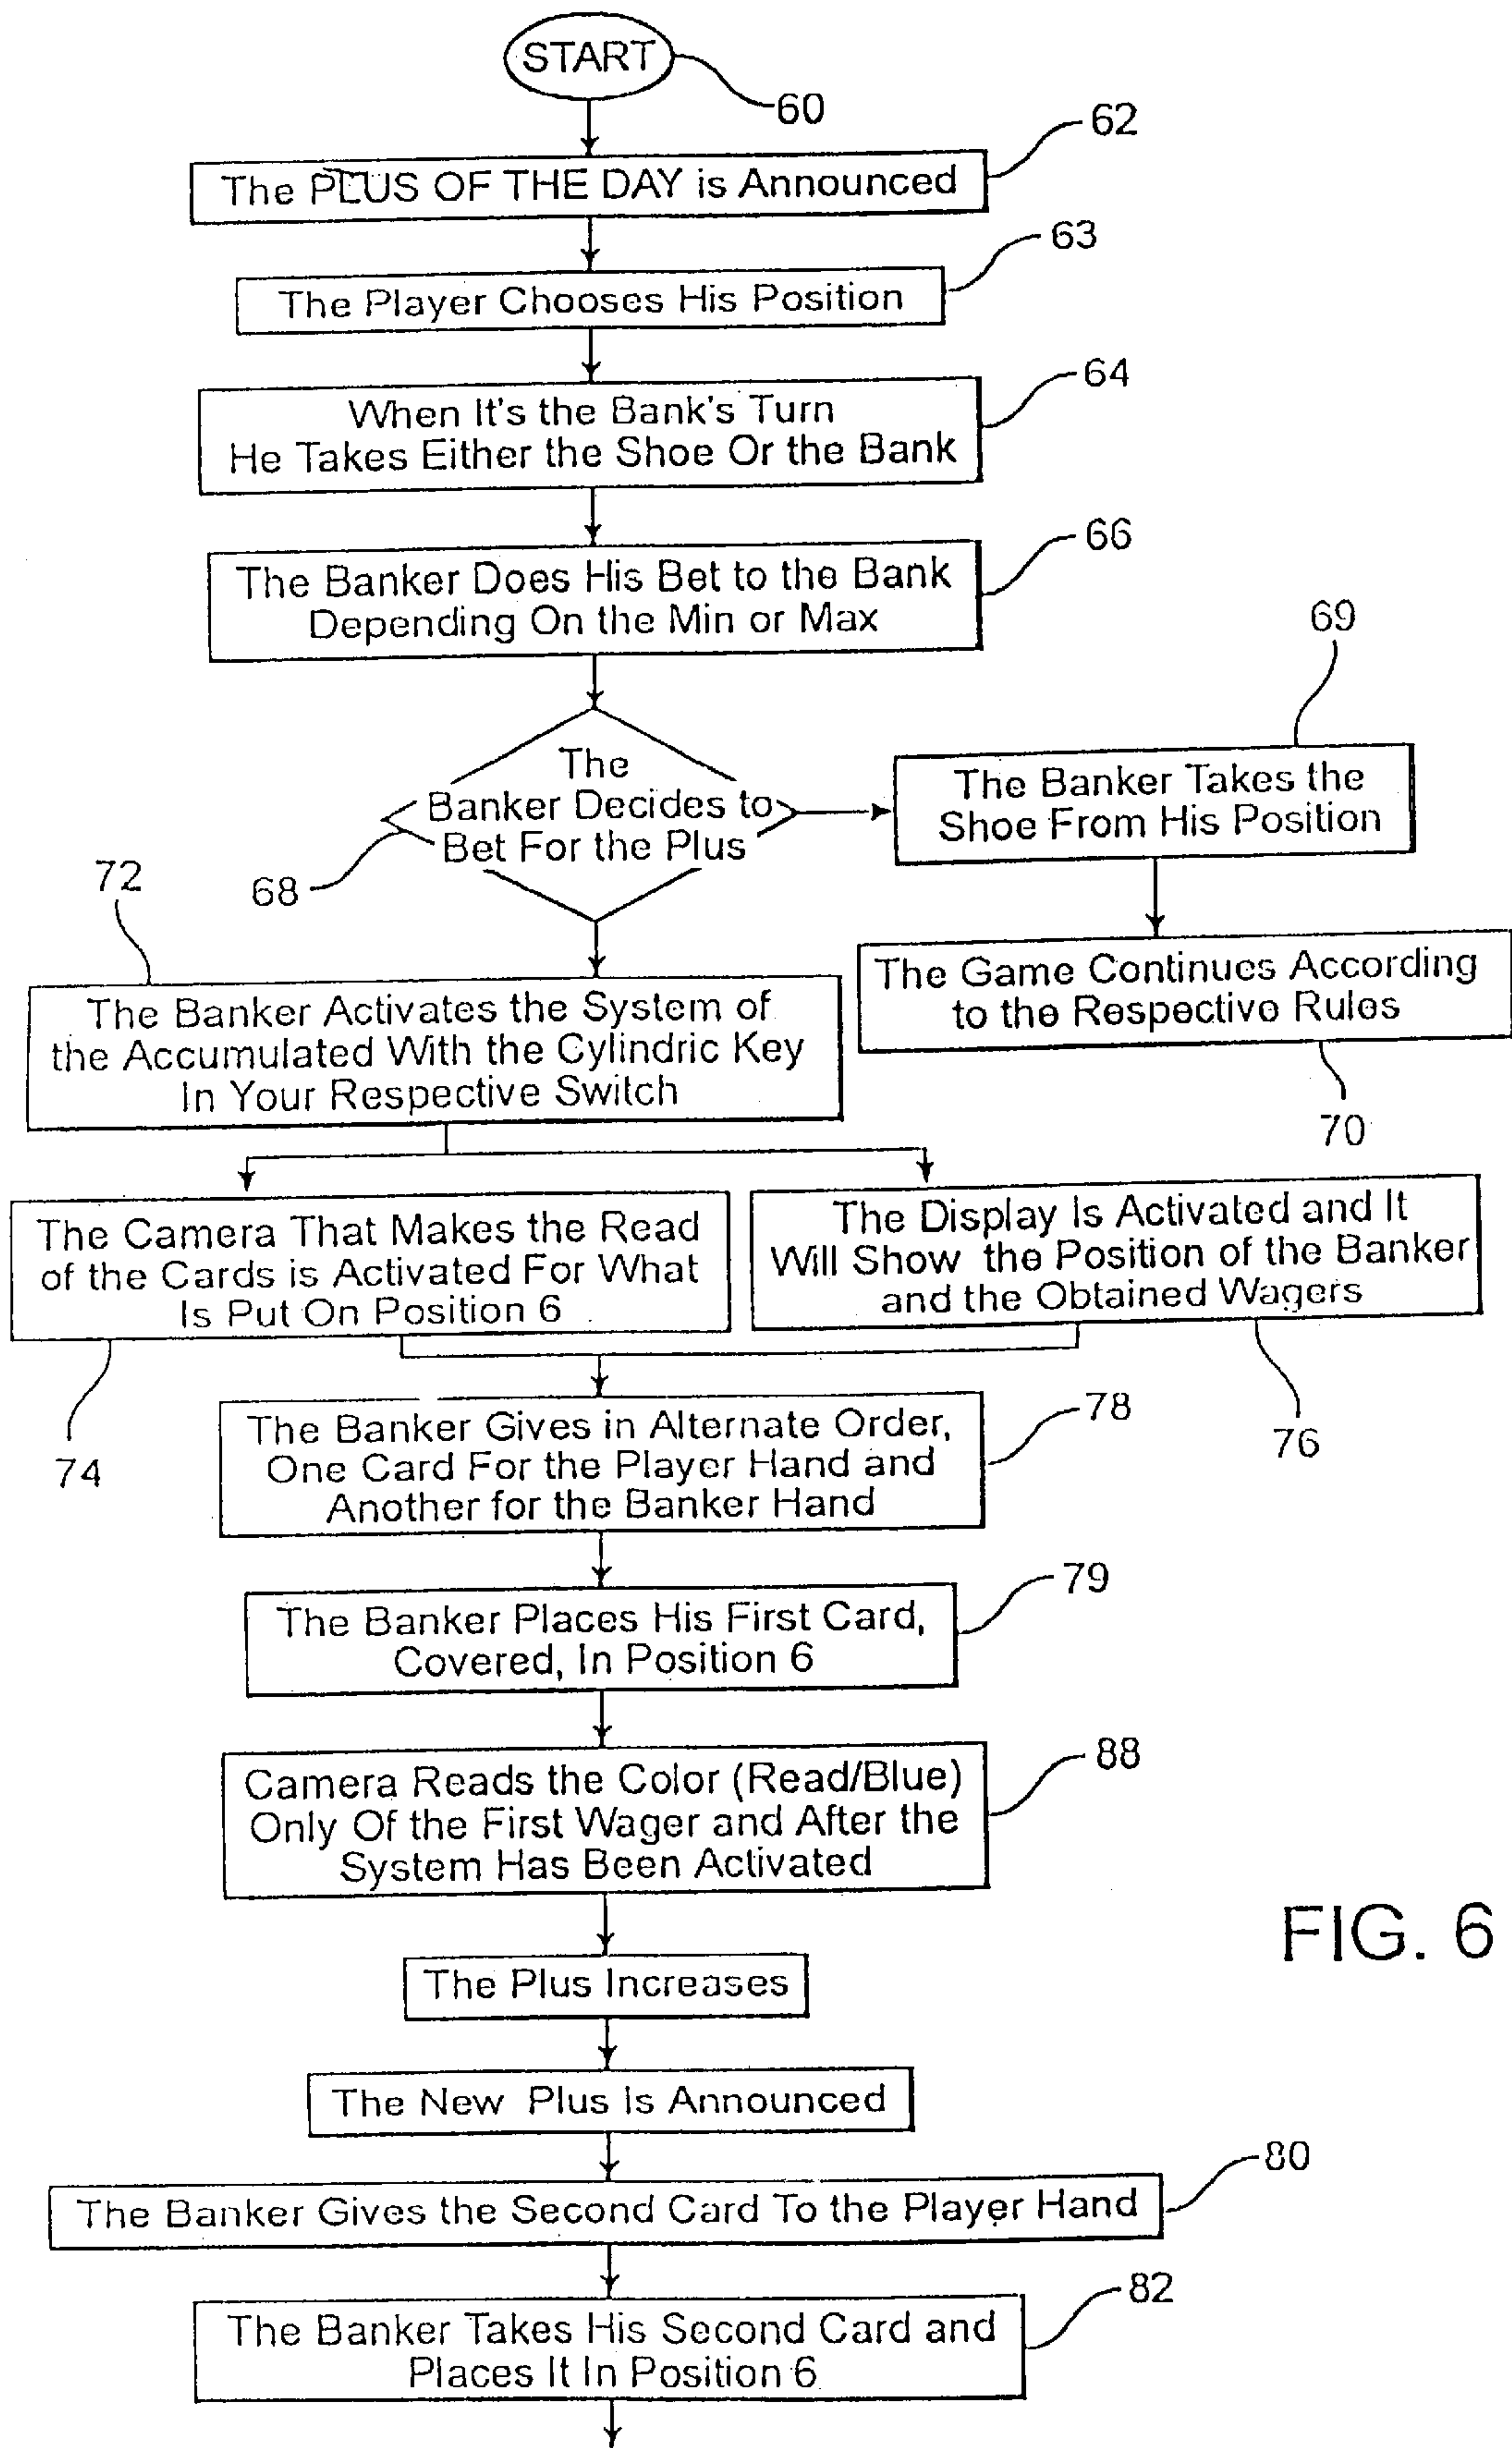 START
60
62
The PLUS OF THE DAY is Announced
63
The Player Chooses His Position
64
When It's the Bank's Turn
He Takes Either the Shoe Or the Bank
66
The Banker Does His Bet to the Bank
Depending On the Min or Max
69
The
Banker Decides to
Bet For the Plus
68
The Banker Takes the
Shoe From His Position
72
The Game Continues According
to the Respective Rules
70
The Banker Activates the System of
the Accumulated With the Cylindric Key
In Your Respective Switch
The Camera That Makes the Read
of the Cards is Activated For What
Is Put On Position 6
74
The Display Is Activated and It
Will Show the Position of the Banker
and the Obtained Wagers
76
78
The Banker Gives in Alternate Order,
One Card For the Player Hand and
Another for the Banker Hand
79
The Banker Places His First Card,
Covered, In Position 6
88
Camera Reads the Color (Read/Blue)
Only Of the First Wager and After the
System Has Been Activated
FIG. 6
The Plus Increases
The New Plus Is Announced
80
The Banker Gives the Second Card To the Player Hand
82
The Banker Takes His Second Card and
Places It In Position 6